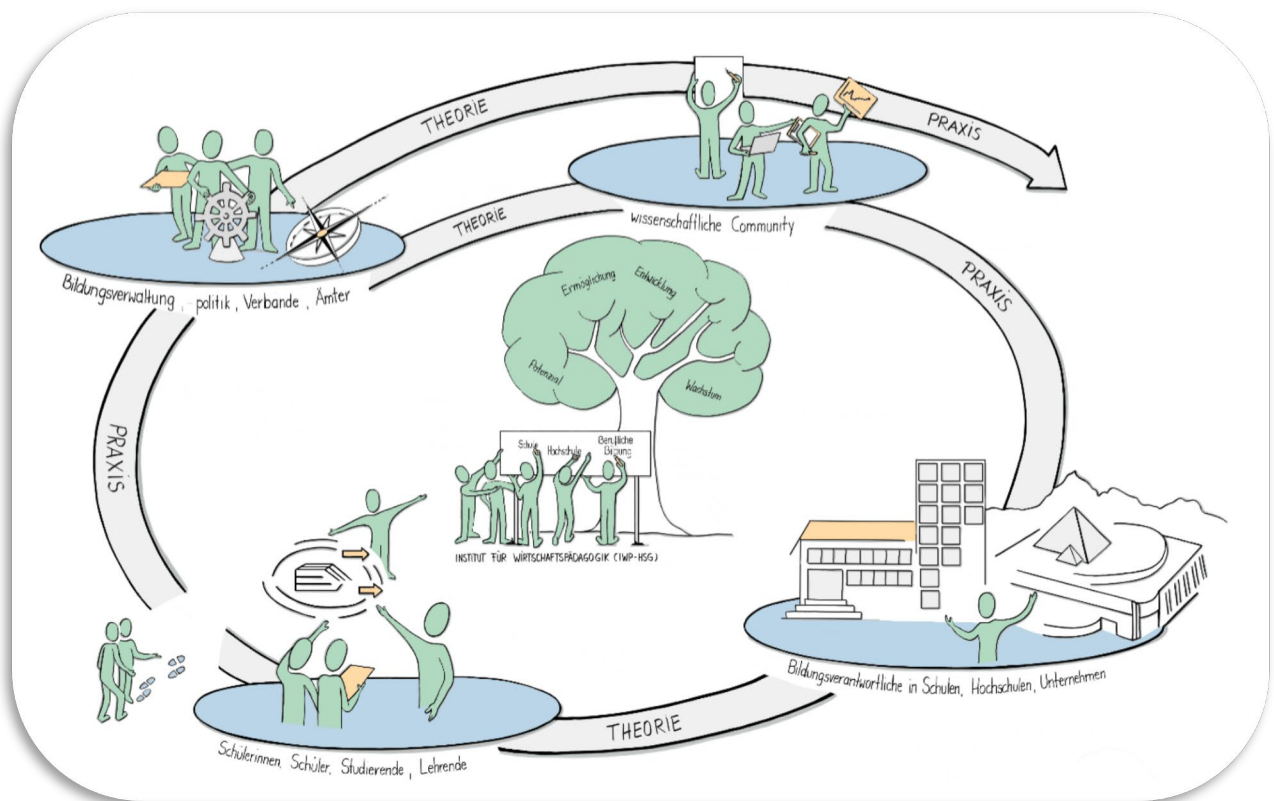 THEORIE
PRAXIS
THEORIE
wissenschaftliche Community
Bildungsverwaltung, -politik, Verbande, Ämter
PRAXIS
Ermöglichung
Entwicklung
Potenzial
Wachstum
PRAXIS
Schule
Hochschule
Berufliche
Bildung
INSTITUT FÜR WIRTSCHAFTSPÄDAGOGIK (IWP-HSG)
Bildungsverantwortliche in Schulen, Hochschulen, Unternehmen
THEORIE
Schülerinnen, Schüler, Studierende, Lehrende